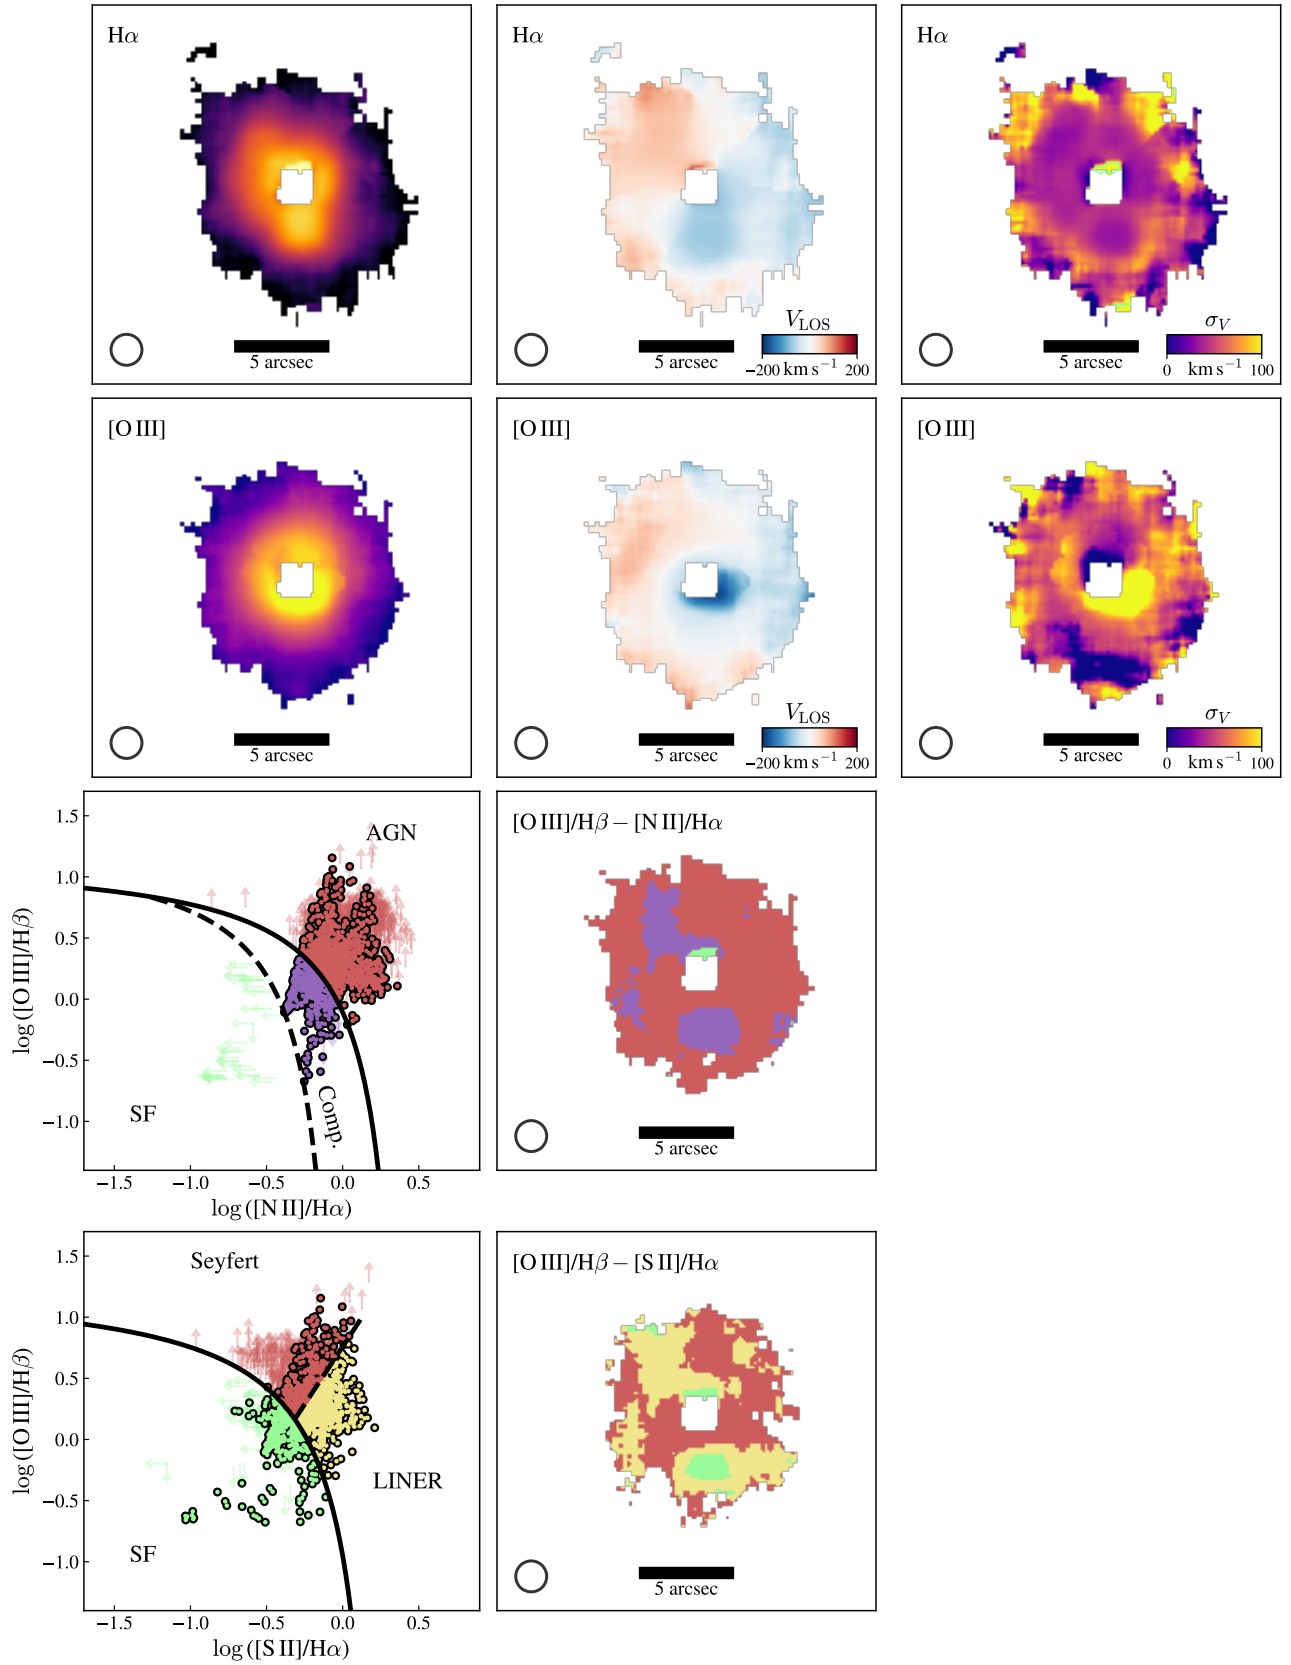 Hα
5 arcsec
Hα
V_LOS
−200 km s⁻¹ 200
5 arcsec
Hα
σ_V
0 km s⁻¹ 100
5 arcsec
[O III]
5 arcsec
[O III]
V_LOS
−200 km s⁻¹ 200
5 arcsec
[O III]
σ_V
0 km s⁻¹ 100
5 arcsec
log ([O III]/Hβ)
1.5
1.0
0.5
0.0
−0.5
−1.0
AGN
SF
Comp.
−1.5 −1.0 −0.5 0.0 0.5
log ([N II]/Hα)
[O III]/Hβ − [N II]/Hα
5 arcsec
log ([O III]/Hβ)
1.5
1.0
0.5
0.0
−0.5
−1.0
Seyfert
LINER
SF
−1.5 −1.0 −0.5 0.0 0.5
log ([S II]/Hα)
[O III]/Hβ − [S II]/Hα
5 arcsec